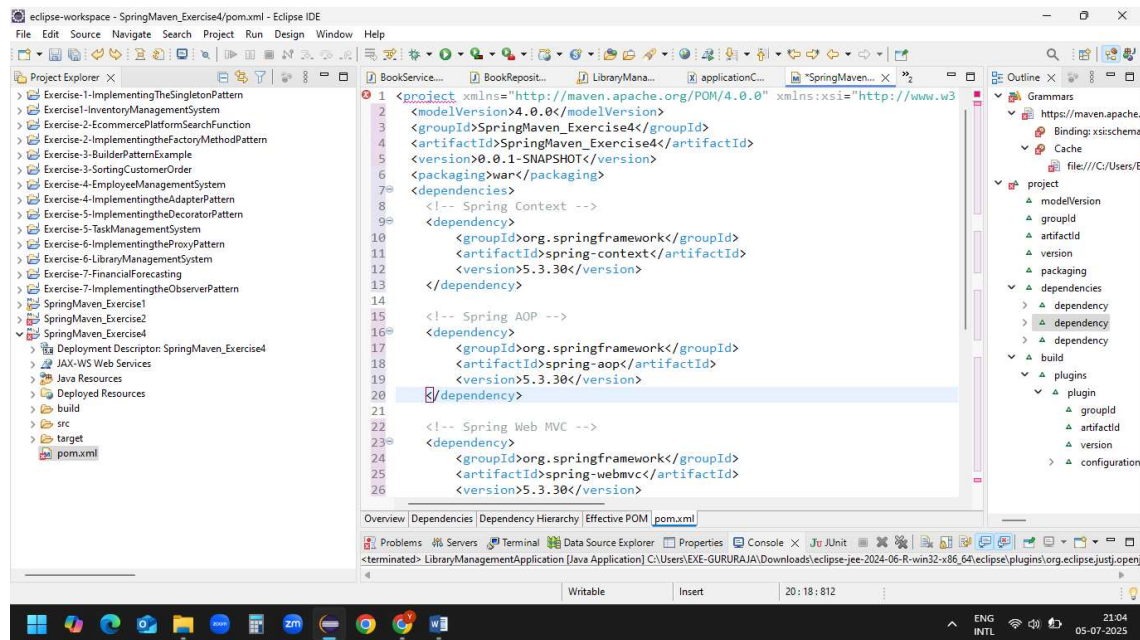 eclipse-workspace - SpringMaven_Exercise4/pom.xml - Eclipse IDE
File Edit Source Navigate Search Project Run Design Window Help
Project Explorer
Exercise-1-ImplementingTheSingletonPattern
Exercise1-InventoryManagementSystem
Exercise-2-EcommercePlatformSearchFunction
Exercise-2-ImplementingtheFactoryMethodPattern
Exercise-3-BuilderPatternExample
Exercise-3-SortingCustomerOrder
Exercise-4-EmployeeManagementSystem
Exercise-4-ImplementingtheAdapterPattern
Exercise-5-ImplementingtheDecoratorPattern
Exercise-5-TaskManagementSystem
Exercise-6-ImplementingtheProxyPattern
Exercise-6-LibraryManagementSystem
Exercise-7-FinancialForecasting
Exercise-7-ImplementingtheObserverPattern
SpringMaven_Exercise1
SpringMaven_Exercise2
SpringMaven_Exercise4
Deployment Descriptor: SpringMaven_Exercise4
JAX-WS Web Services
Java Resources
Deployed Resources
build
src
target
pom.xml
BookService.... BookReposit... LibraryMana... applicationC... *SpringMaven... »2
1 <project xmlns="http://maven.apache.org/POM/4.0.0" xmlns:xsi="http://www.w3
2 <modelVersion>4.0.0</modelVersion>
3 <groupId>SpringMaven_Exercise4</groupId>
4 <artifactId>SpringMaven_Exercise4</artifactId>
5 <version>0.0.1-SNAPSHOT</version>
6 <packaging>war</packaging>
7 <dependencies>
8 <!-- Spring Context -->
9 <dependency>
10 <groupId>org.springframework</groupId>
11 <artifactId>spring-context</artifactId>
12 <version>5.3.30</version>
13 </dependency>
14
15 <!-- Spring AOP -->
16 <dependency>
17 <groupId>org.springframework</groupId>
18 <artifactId>spring-aop</artifactId>
19 <version>5.3.30</version>
20 </dependency>
21
22 <!-- Spring Web MVC -->
23 <dependency>
24 <groupId>org.springframework</groupId>
25 <artifactId>spring-webmvc</artifactId>
26 <version>5.3.30</version>
Overview Dependencies Dependency Hierarchy Effective POM pom.xml
Outline
Grammars
https://maven.apache.
Binding: xsi:schema
Cache
file:///C:/Users/E
project
modelVersion
groupId
artifactId
version
packaging
dependencies
dependency
dependency
dependency
build
plugins
plugin
groupId
artifactId
version
configuration
Problems Servers Terminal Data Source Explorer Properties Console JUnit
<terminated> LibraryManagementApplication [Java Application] C:\Users\EXE-GURURAJA\Downloads\eclipse-jee-2024-06-R-win32-x86_64\eclipse\plugins\org.eclipse.justj.openj
Writable Insert 20 : 18 : 812
zoom zm
ENG
INTL
21:04
05-07-2025